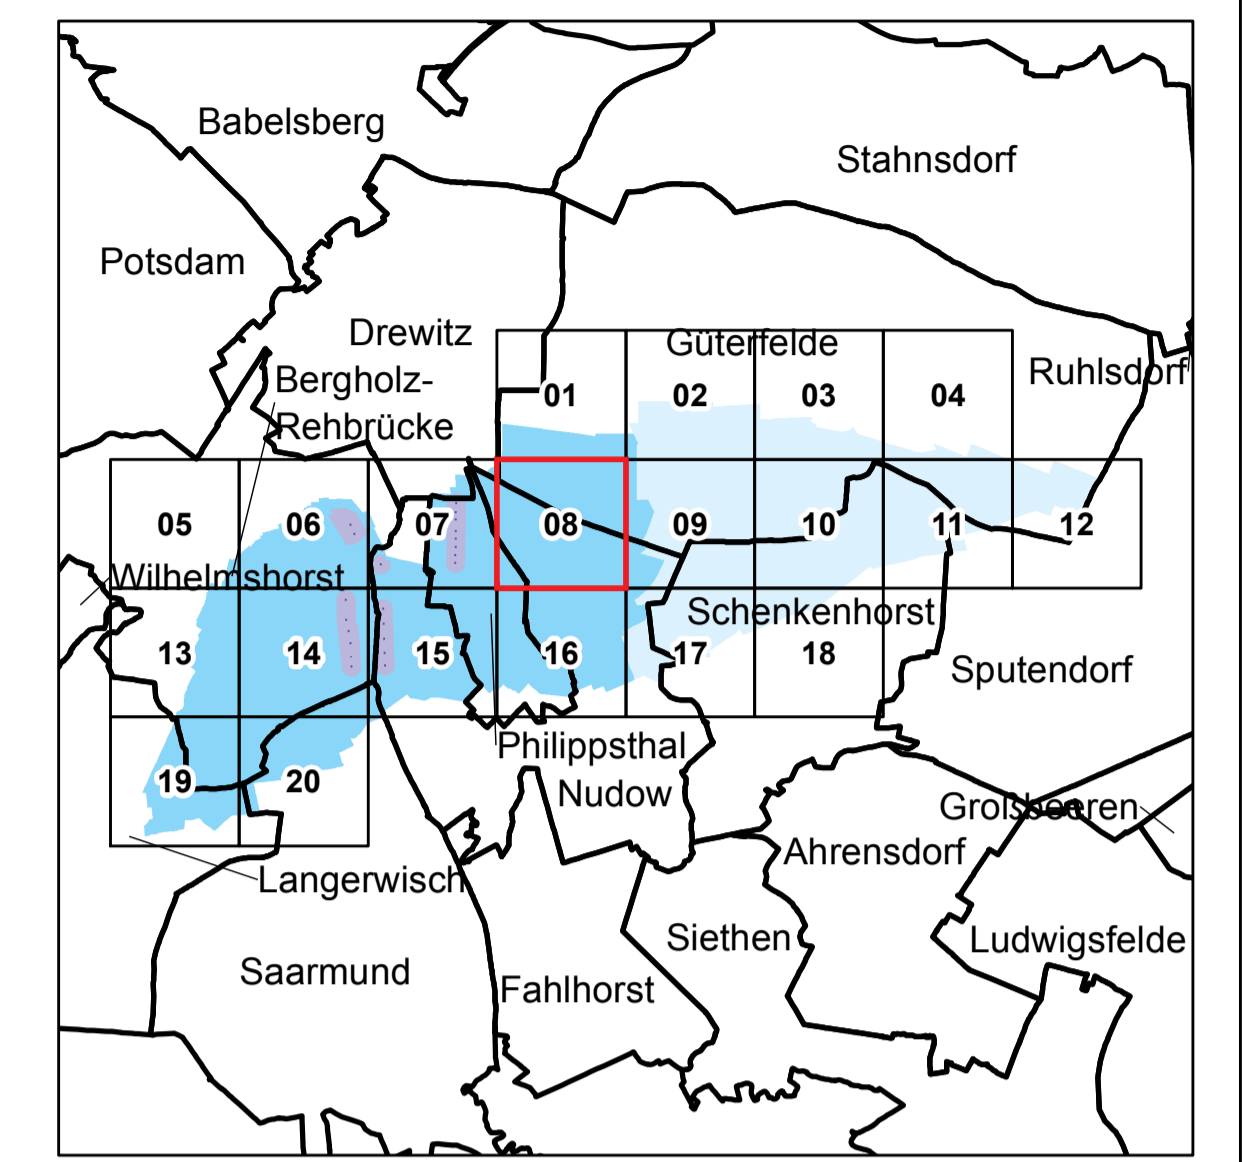 Babelsberg
Stahnsdorf
Potsdam
Drewitz
Güterfelde
Ruhlsdorf
Bergholz-
Rehbrücke
01
02
03
04
05
06
07
08
09
10
11
12
Wilhelmshorst
Schenkenhorst
13
14
15
16
17
18
Sputendorf
Philippsthal
19
20
Nudow
Großbeeren
Ahrensdorf
Langerwisch
Siethen
Ludwigsfelde
Saarmund
Fahlhorst